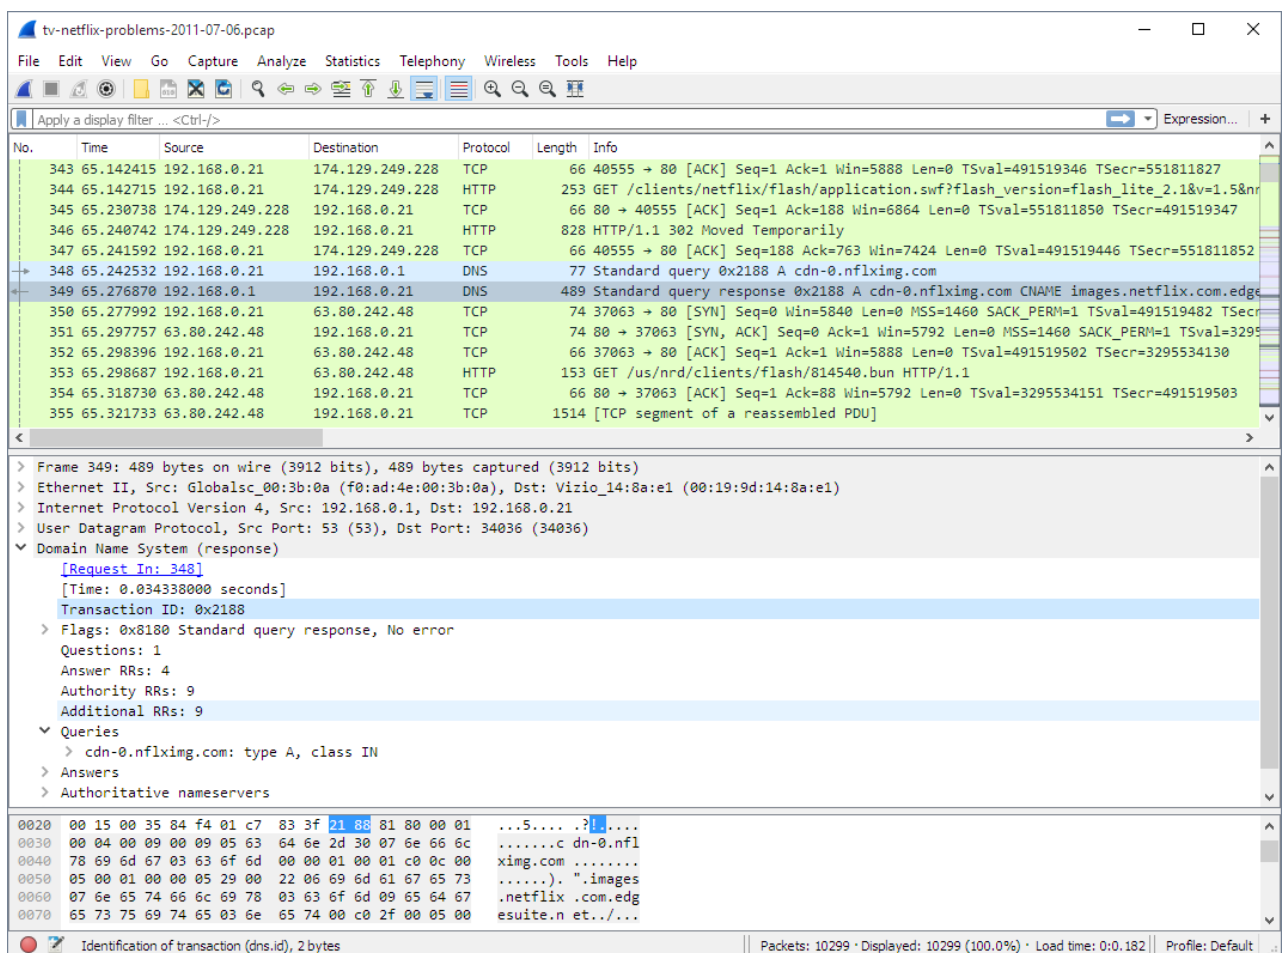 tv-netflix-problems-2011-07-06.pcap
File Edit View Go Capture Analyze Statistics Telephony Wireless Tools Help
Apply a display filter ... <Ctrl-/> Expression... +
No. Time Source Destination Protocol Length Info
343 65.142415 192.168.0.21 174.129.249.228 TCP 66 40555 → 80 [ACK] Seq=1 Ack=1 Win=5888 Len=0 TSval=491519346 TSecr=551811827
344 65.142715 192.168.0.21 174.129.249.228 HTTP 253 GET /clients/netflix/flash/application.swf?flash_version=flash_lite_2.1&v=1.5&nr
345 65.230738 174.129.249.228 192.168.0.21 TCP 66 80 → 40555 [ACK] Seq=1 Ack=188 Win=6864 Len=0 TSval=551811850 TSecr=491519347
346 65.240742 174.129.249.228 192.168.0.21 HTTP 828 HTTP/1.1 302 Moved Temporarily
347 65.241592 192.168.0.21 174.129.249.228 TCP 66 40555 → 80 [ACK] Seq=188 Ack=763 Win=7424 Len=0 TSval=491519446 TSecr=551811852
348 65.242532 192.168.0.21 192.168.0.1 DNS 77 Standard query 0x2188 A cdn-0.nflximg.com
349 65.276870 192.168.0.1 192.168.0.21 DNS 489 Standard query response 0x2188 A cdn-0.nflximg.com CNAME images.netflix.com.edge
350 65.277992 192.168.0.21 63.80.242.48 TCP 74 37063 → 80 [SYN] Seq=0 Win=5840 Len=0 MSS=1460 SACK_PERM=1 TSval=491519482 TSecr
351 65.297757 63.80.242.48 192.168.0.21 TCP 74 80 → 37063 [SYN, ACK] Seq=0 Ack=1 Win=5792 Len=0 MSS=1460 SACK_PERM=1 TSval=3295
352 65.298396 192.168.0.21 63.80.242.48 TCP 66 37063 → 80 [ACK] Seq=1 Ack=1 Win=5888 Len=0 TSval=491519502 TSecr=3295534130
353 65.298687 192.168.0.21 63.80.242.48 HTTP 153 GET /us/nrd/clients/flash/814540.bun HTTP/1.1
354 65.318730 63.80.242.48 192.168.0.21 TCP 66 80 → 37063 [ACK] Seq=1 Ack=88 Win=5792 Len=0 TSval=3295534151 TSecr=491519503
355 65.321733 63.80.242.48 192.168.0.21 TCP 1514 [TCP segment of a reassembled PDU]
Frame 349: 489 bytes on wire (3912 bits), 489 bytes captured (3912 bits)
Ethernet II, Src: Globalsc_00:3b:0a (f0:ad:4e:00:3b:0a), Dst: Vizio_14:8a:e1 (00:19:9d:14:8a:e1)
Internet Protocol Version 4, Src: 192.168.0.1, Dst: 192.168.0.21
User Datagram Protocol, Src Port: 53 (53), Dst Port: 34036 (34036)
Domain Name System (response)
[Request In: 348]
[Time: 0.034338000 seconds]
Transaction ID: 0x2188
Flags: 0x8180 Standard query response, No error
Questions: 1
Answer RRs: 4
Authority RRs: 9
Additional RRs: 9
Queries
cdn-0.nflximg.com: type A, class IN
Answers
Authoritative nameservers
0020 00 15 00 35 84 f4 01 c7 83 3f 21 88 81 80 00 01 ...5.... .?!.....
0030 00 04 00 09 00 09 05 63 64 6e 2d 30 07 6e 66 6c .......c dn-0.nfl
0040 78 69 6d 67 03 63 6f 6d 00 00 01 00 01 c0 0c 00 ximg.com ........
0050 05 00 01 00 00 05 29 00 22 06 69 6d 61 67 65 73 ......). ".images
0060 07 6e 65 74 66 6c 69 78 03 63 6f 6d 09 65 64 67 .netflix .com.edg
0070 65 73 75 69 74 65 03 6e 65 74 00 c0 2f 00 05 00 esuite.n et../...
Identification of transaction (dns.id), 2 bytes Packets: 10299 · Displayed: 10299 (100.0%) · Load time: 0:0.182 Profile: Default